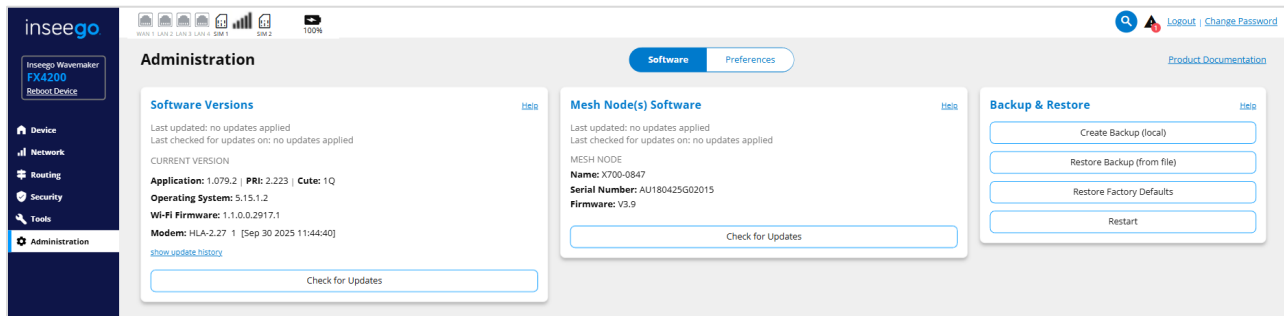 inseego
WAN 1 LAN 2 LAN 3 LAN 4 SIM 1 SIM 2 100%
1
Logout | Change Password
Inseego Wavemaker
FX4200
Reboot Device
Administration
Software Preferences
Product Documentation
Device
Network
Routing
Security
Tools
Administration
Software Versions Help
Last updated: no updates applied
Last checked for updates on: no updates applied
CURRENT VERSION
Application: 1.079.2 | PRI: 2.223 | Cute: 1Q
Operating System: 5.15.1.2
Wi-Fi Firmware: 1.1.0.0.2917.1
Modem: HLA-2.27 1 [Sep 30 2025 11:44:40]
show update history
Check for Updates
Mesh Node(s) Software Help
Last updated: no updates applied
Last checked for updates on: no updates applied
MESH NODE
Name: X700-0847
Serial Number: AU180425G02015
Firmware: V3.9
Check for Updates
Backup & Restore Help
Create Backup (local)
Restore Backup (from file)
Restore Factory Defaults
Restart